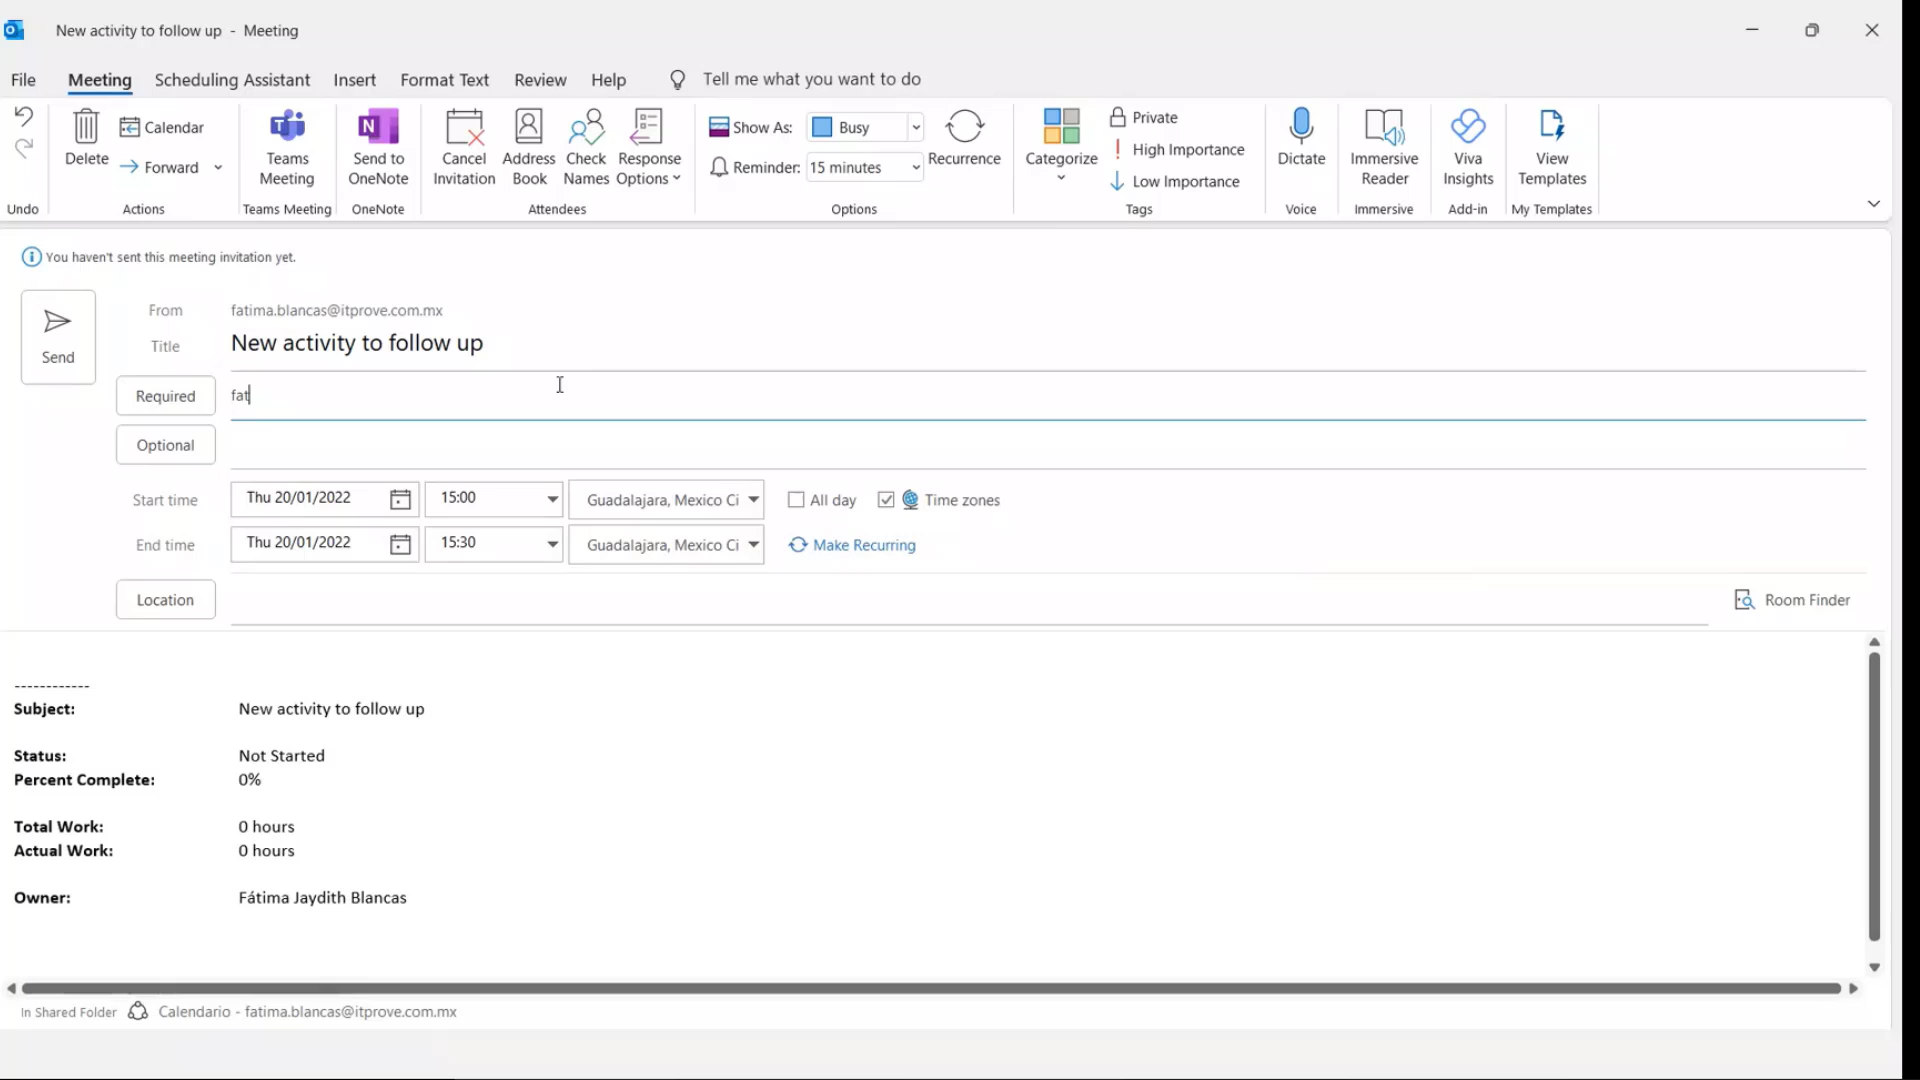 New activity to follow up - Meeting
File Meeting Scheduling Assistant Insert Format Text Review Help Tell me what you want to do
Delete Calendar Forward Teams Meeting Send to OneNote Cancel Invitation Address Book Check Names Response Options Show As: Busy Reminder: 15 minutes Recurrence Categorize Private High Importance Low Importance Dictate Immersive Reader Viva Insights View Templates
Undo Actions Teams Meeting OneNote Attendees Options Tags Voice Immersive Add-in My Templates
You haven't sent this meeting invitation yet.
Send
From fatima.blancas@itprove.com.mx
Title New activity to follow up
Required fat
Optional
Start time Thu 20/01/2022 15:00 Guadalajara, Mexico Ci All day Time zones
End time Thu 20/01/2022 15:30 Guadalajara, Mexico Ci Make Recurring
Location Room Finder
------------
Subject: New activity to follow up
Status: Not Started
Percent Complete: 0%
Total Work: 0 hours
Actual Work: 0 hours
Owner: Fátima Jaydith Blancas
In Shared Folder Calendario - fatima.blancas@itprove.com.mx